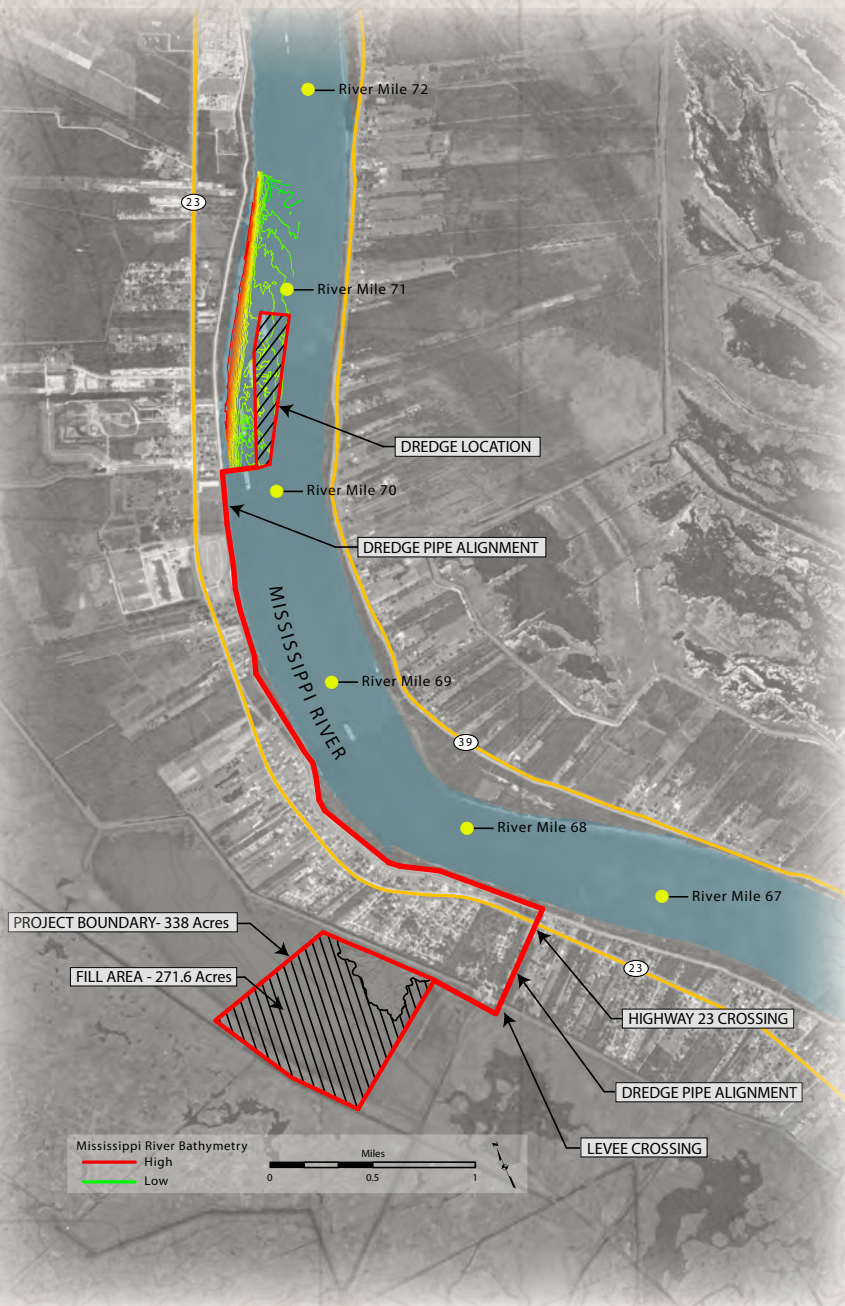 River Mile 72
23
River Mile 71
DREDGE LOCATION
River Mile 70
DREDGE PIPE ALIGNMENT
MISSISSIPPI RIVER
River Mile 69
39
River Mile 68
River Mile 67
PROJECT BOUNDARY- 338 Acres
23
FILL AREA - 271.6 Acres
HIGHWAY 23 CROSSING
DREDGE PIPE ALIGNMENT
LEVEE CROSSING
Mississippi River Bathymetry
High
Low
Miles
0 0.5 1